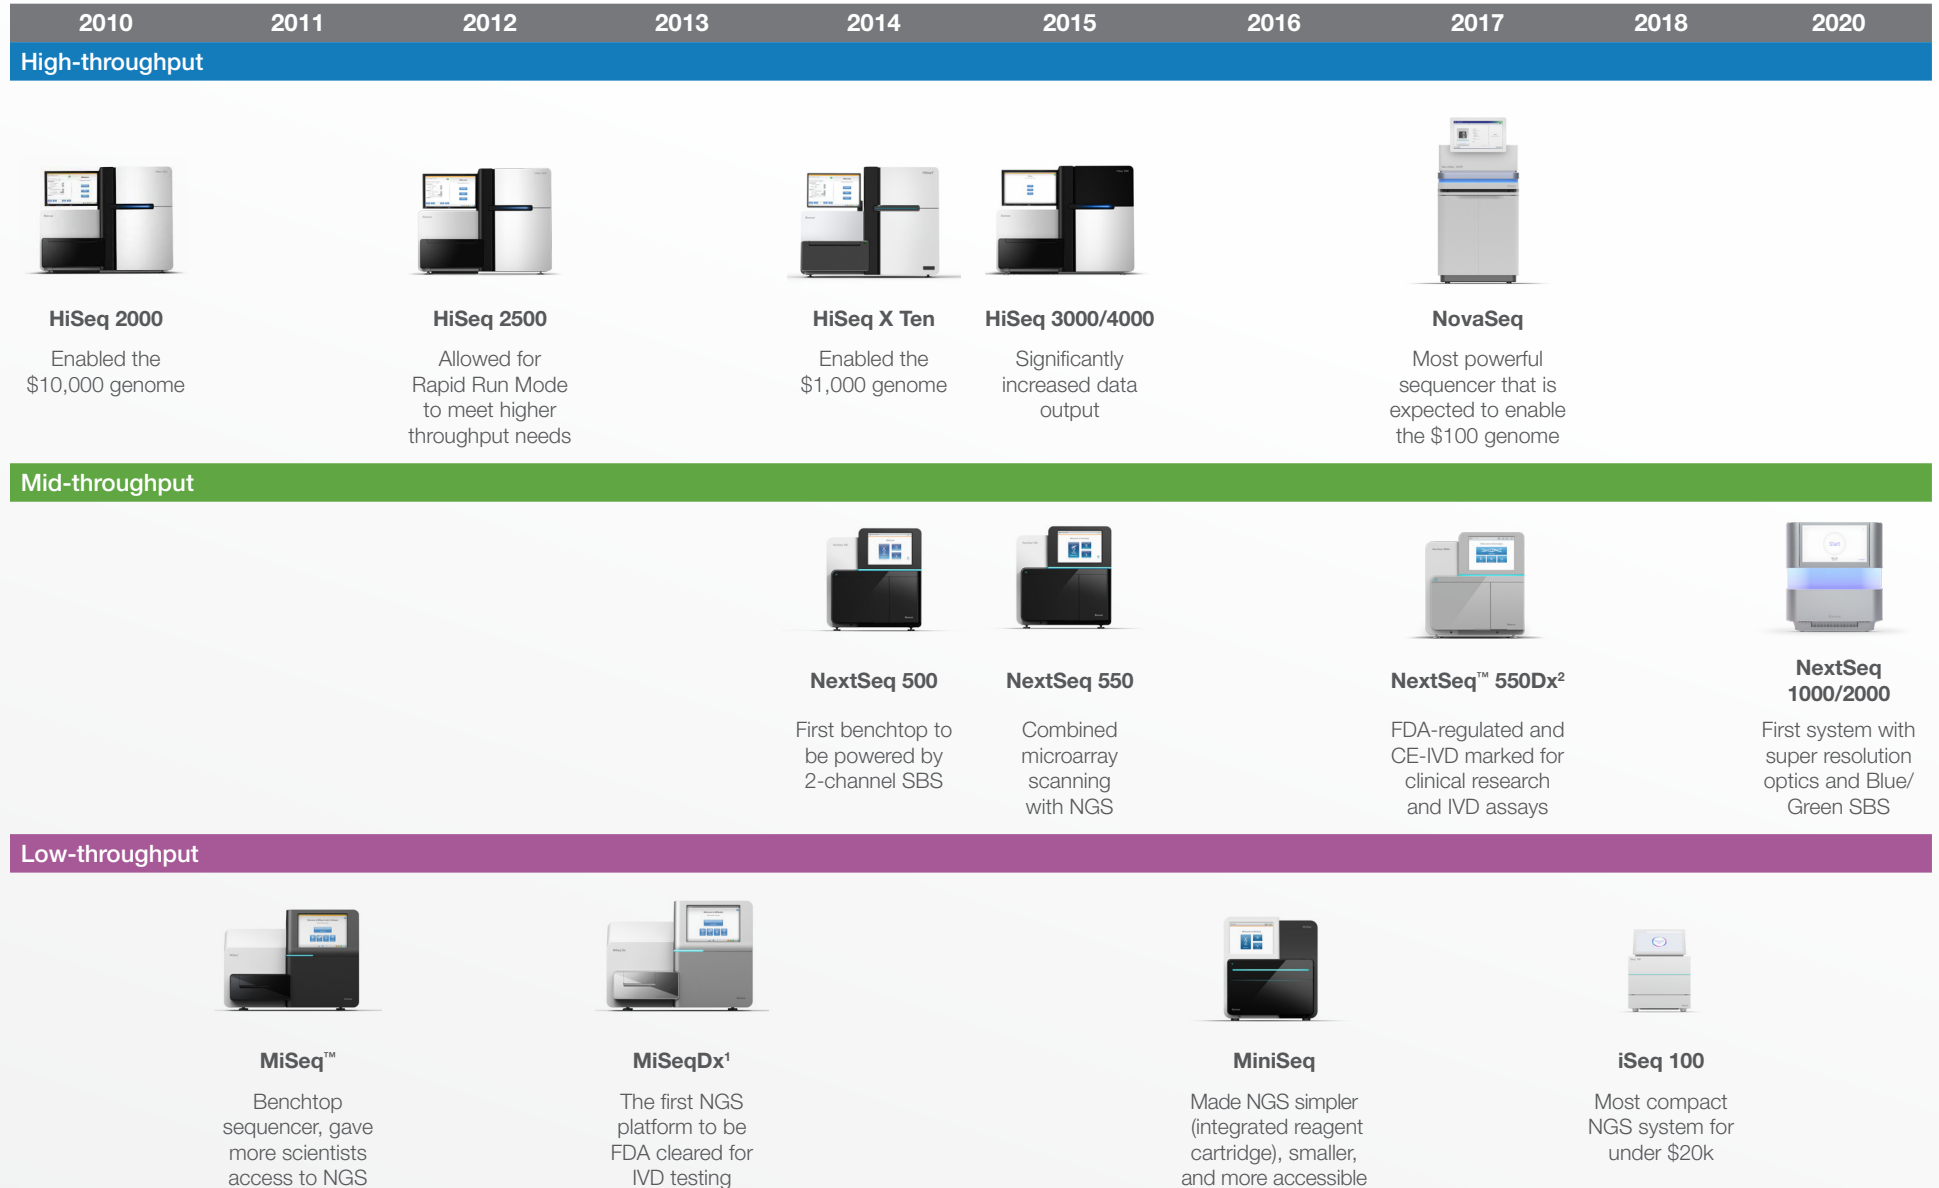 2010 2011 2012 2013 2014 2015 2016 2017 2018 2020
High-throughput
HiSeq 2000
Enabled the
$10,000 genome
HiSeq 2500
Allowed for
Rapid Run Mode
to meet higher
throughput needs
HiSeq X Ten
Enabled the
$1,000 genome
HiSeq 3000/4000
Significantly
increased data
output
NovaSeq
Most powerful
sequencer that is
expected to enable
the $100 genome
Mid-throughput
NextSeq 500
First benchtop to
be powered by
2-channel SBS
NextSeq 550
Combined
microarray
scanning
with NGS
NextSeq™ 550Dx²
FDA-regulated and
CE-IVD marked for
clinical research
and IVD assays
Start
NextSeq
1000/2000
First system with
super resolution
optics and Blue/
Green SBS
Low-throughput
MiSeq™
Benchtop
sequencer, gave
more scientists
access to NGS
MiSeqDx¹
The first NGS
platform to be
FDA cleared for
IVD testing
MiniSeq
Made NGS simpler
(integrated reagent
cartridge), smaller,
and more accessible
iSeq 100
Most compact
NGS system for
under $20k